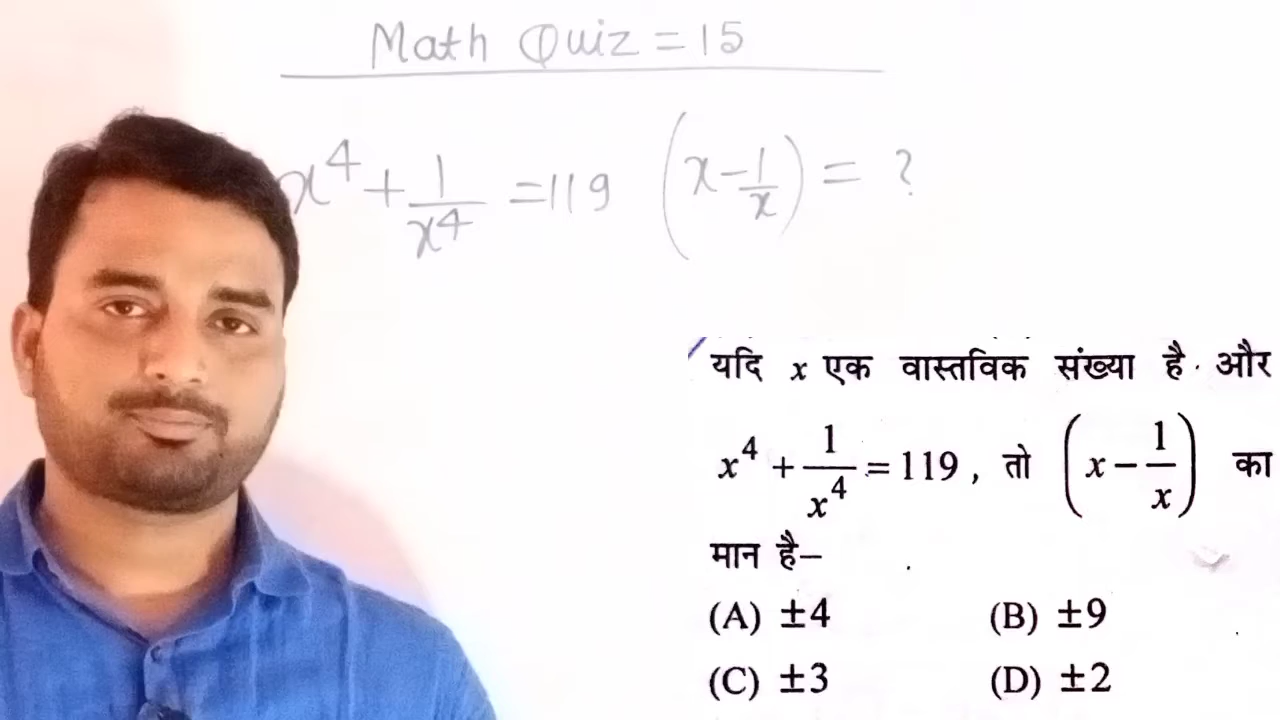 Math Quiz = 15
x⁴ + 1/x⁴ = 119 (x - 1/x) = ?
यदि x एक वास्तविक संख्या है और
x⁴ + 1/x⁴ = 119, तो (x − 1/x) का
मान है–
(A) ±4 (B) ±9
(C) ±3 (D) ±2